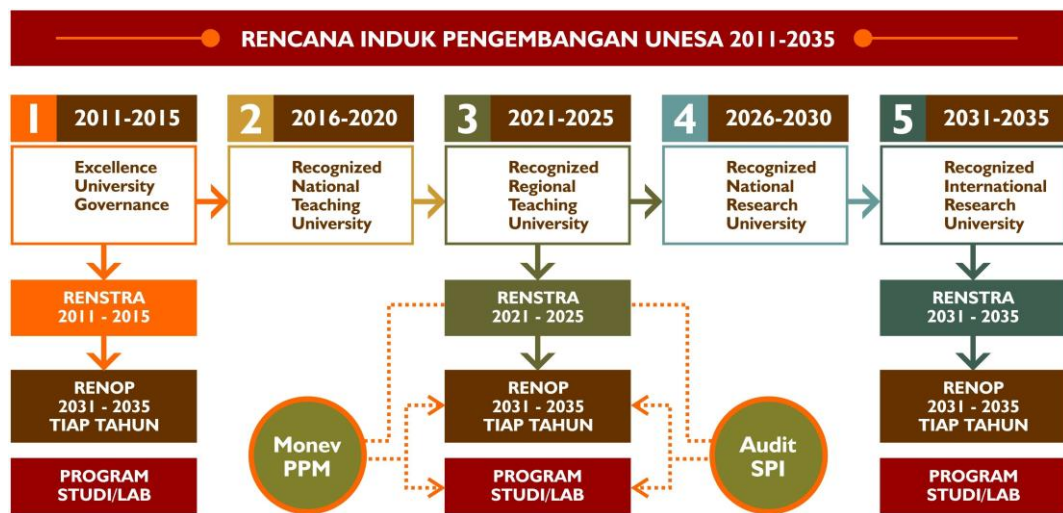 RENCANA INDUK PENGEMBANGAN UNESA 2011-2035
1 2011-2015
Excellence
University
Governance
2 2016-2020
Recognized
National
Teaching
University
3 2021-2025
Recognized
Regional
Teaching
University
4 2026-2030
Recognized
National
Research
University
5 2031-2035
Recognized
International
Research
University
RENSTRA
2011 - 2015
RENSTRA
2021 - 2025
RENSTRA
2031 - 2035
RENOP
2031 - 2035
TIAP TAHUN
Monev
PPM
RENOP
2031 - 2035
TIAP TAHUN
Audit
SPI
RENOP
2031 - 2035
TIAP TAHUN
PROGRAM
STUDI/LAB
PROGRAM
STUDI/LAB
PROGRAM
STUDI/LAB